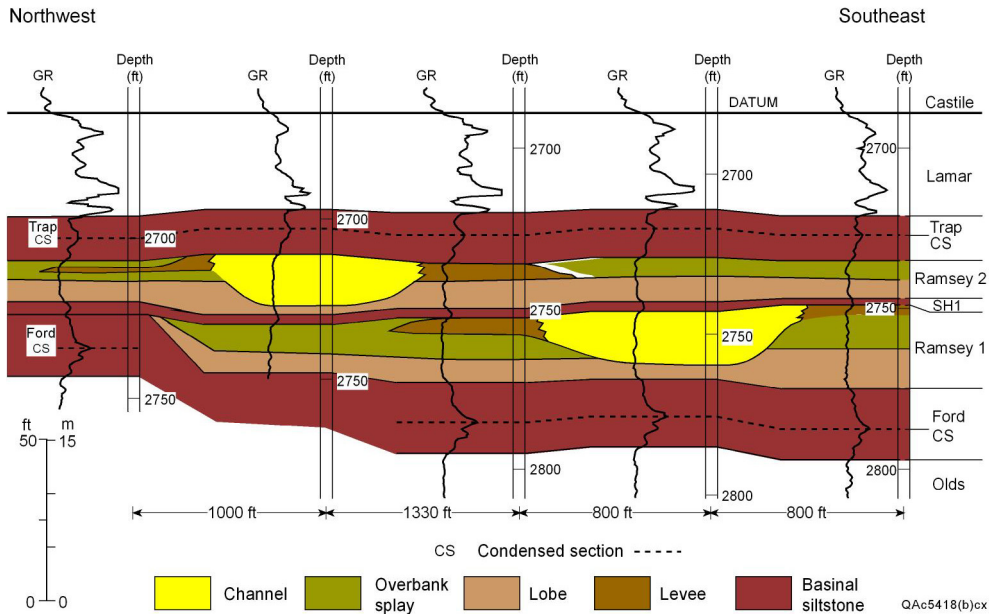 Northwest
Southeast
GR
Depth
(ft)
GR
Depth
(ft)
GR
Depth
(ft)
GR
Depth
(ft)
GR
Depth
(ft)
DATUM
Castile
2700
2700
2700
Lamar
Trap
CS
2700
2700
Trap
CS
Ramsey 2
2750
2750
SH1
Ford
CS
2750
Ramsey 1
2750
2750
Ford
CS
ft
m
50
15
2800
2800
2800
Olds
1000 ft
1330 ft
800 ft
800 ft
CS Condensed section
Channel
Overbank
splay
Lobe
Levee
Basinal
siltstone
0
0
QAc5418(b)cx